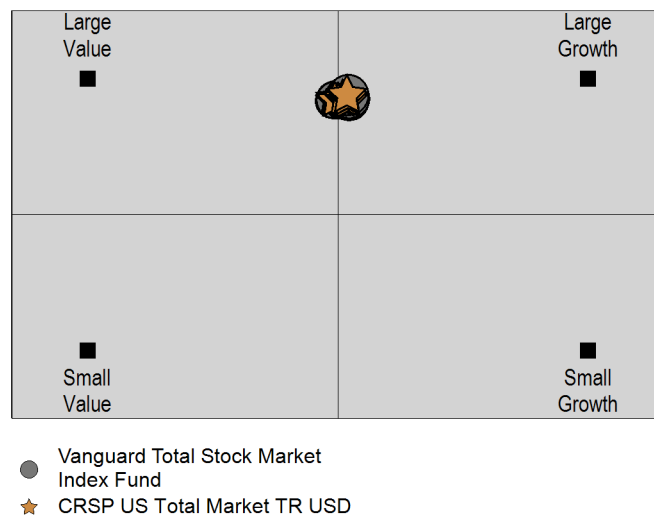 Large
Value
Large
Growth
Small
Value
Small
Growth
Vanguard Total Stock Market
Index Fund
CRSP US Total Market TR USD